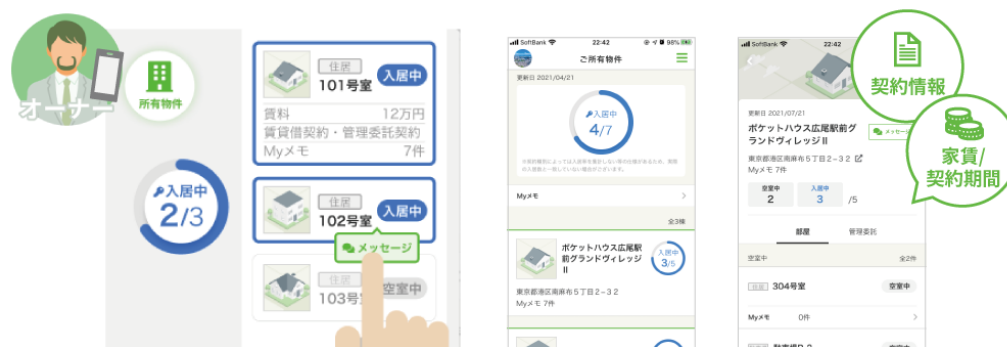 オーナー
所有物件
入居中
2/3
住居
101号室
入居中
賃料
12万円
賃貸借契約・管理委託契約
Myメモ
7件
住居
102号室
入居中
メッセージ
住居
103号
空室中
SoftBank
22:42
98%
ご所有物件
更新日 2021/04/21
入居中
4/7
Myメモ
全3棟
ポケットハウス広尾駅
前グランドヴィレッジ
II
入居中
3/5
東京都港区南麻布5丁目2-32
Myメモ 7件
SoftBank
22:42
契約情報
家賃/
契約期間
更新日 2021/07/21
ポケットハウス広尾駅前グ
ランドヴィレッジ II
メッセージ
東京都港区南麻布5丁目2-32
Myメモ 7件
空室中
2
入居中
3
/5
部屋
管理委託
空室中
全2件
住居
304号室
空室中
Myメモ
0件